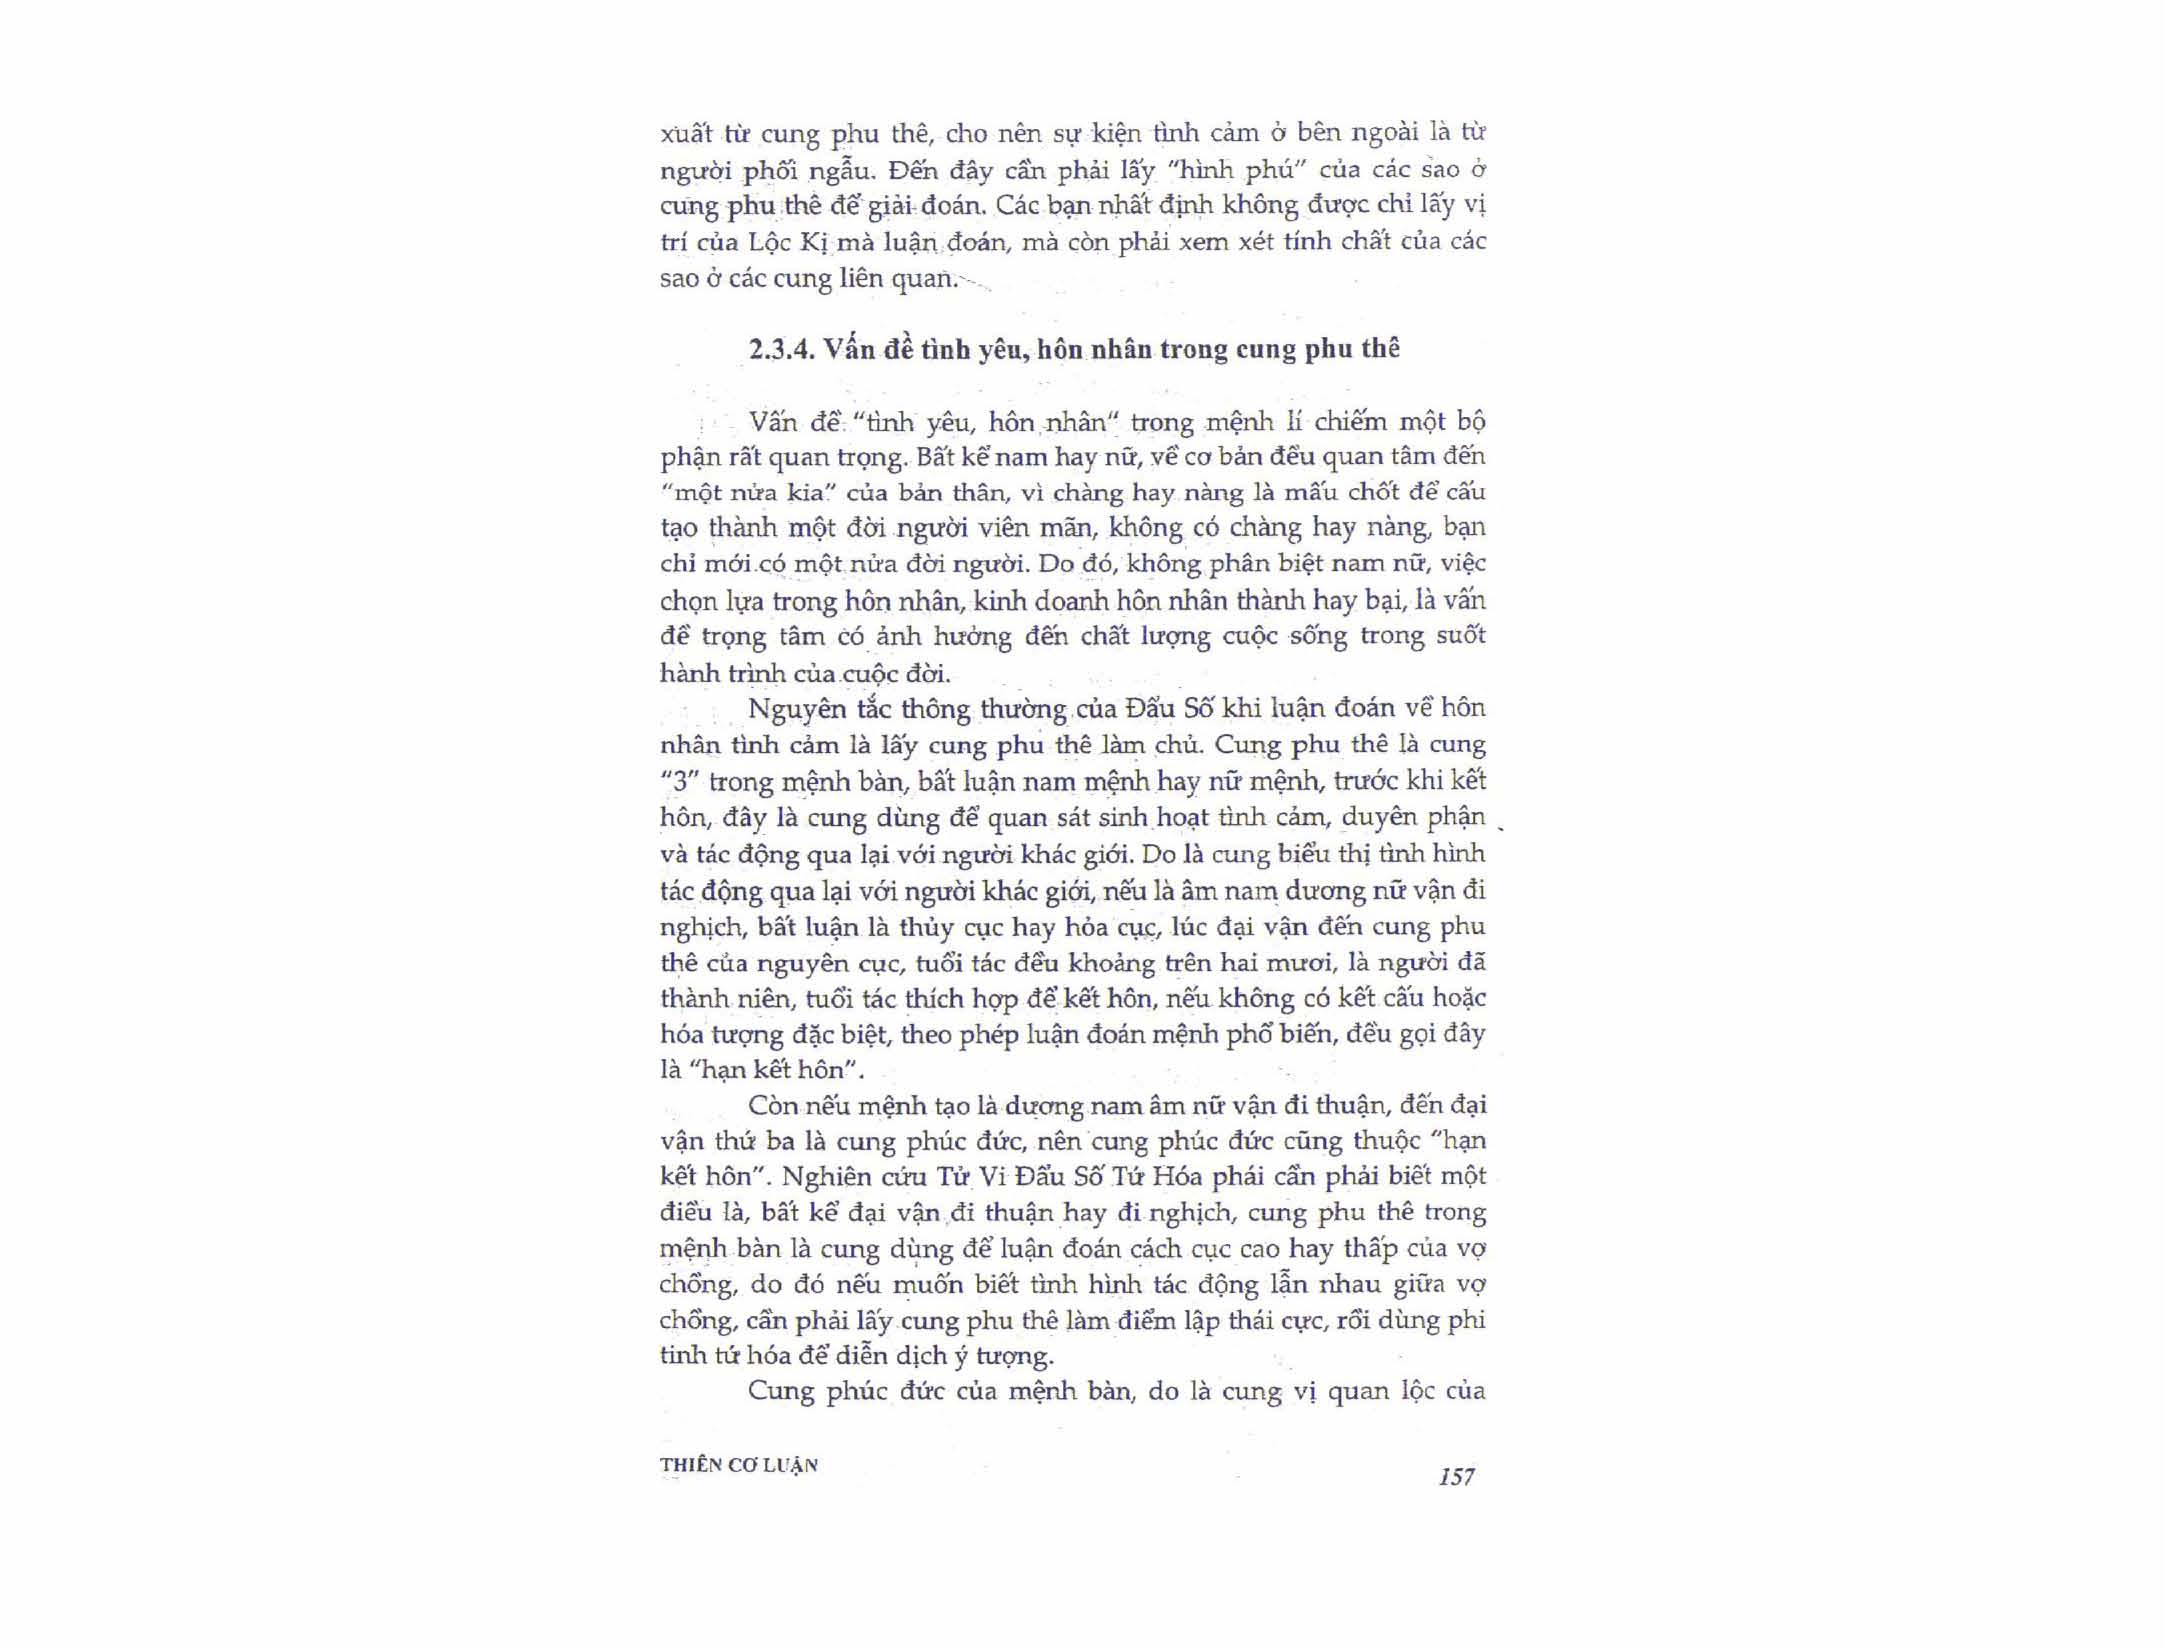 xuất từ cung phu thê, cho nên sự kiện tình cảm ở bên ngoài là từ
người phối ngẫu. Đến đây cần phải lấy "hình phú" của các sao ở
cung phu thê để giải đoán. Các bạn nhất định không được chỉ lấy vị
trí của Lộc Kị mà luận đoán, mà còn phải xem xét tính chất của các
sao ở các cung liên quan.
2.3.4. Vấn đề tình yêu, hôn nhân trong cung phu thê
Vấn đề "tình yêu, hôn nhân" trong mệnh lí chiếm một bộ
phận rất quan trọng. Bất kể nam hay nữ, về cơ bản đều quan tâm đến
"một nửa kia" của bản thân, vì chàng hay nàng là mấu chốt để cấu
tạo thành một đời người viên mãn, không có chàng hay nàng, bạn
chỉ mới có một nửa đời người. Do đó, không phân biệt nam nữ, việc
chọn lựa trong hôn nhân, kinh doanh hôn nhân thành hay bại, là vấn
đề trọng tâm có ảnh hưởng đến chất lượng cuộc sống trong suốt
hành trình của cuộc đời.
Nguyên tắc thông thường của Đẩu Số khi luận đoán về hôn
nhân tình cảm là lấy cung phu thê làm chủ. Cung phu thê là cung
"3" trong mệnh bàn, bất luận nam mệnh hay nữ mệnh, trước khi kết
hôn, đây là cung dùng để quan sát sinh hoạt tình cảm, duyên phận
và tác động qua lại với người khác giới. Do là cung biểu thị tình hình
tác động qua lại với người khác giới, nếu là âm nam dương nữ vận đi
nghịch, bất luận là thủy cục hay hỏa cục, lúc đại vận đến cung phu
thê của nguyên cục, tuổi tác đều khoảng trên hai mươi, là người đã
thành niên, tuổi tác thích hợp để kết hôn, nếu không có kết cấu hoặc
hóa tượng đặc biệt, theo phép luận đoán mệnh phổ biến, đều gọi đây
là "hạn kết hôn".
Còn nếu mệnh tạo là dương nam âm nữ vận đi thuận, đến đại
vận thứ ba là cung phúc đức, nên cung phúc đức cũng thuộc "hạn
kết hôn". Nghiên cứu Tử Vi Đẩu Số Tứ Hóa phái cần phải biết một
điều là, bất kể đại vận đi thuận hay đi nghịch, cung phu thê trong
mệnh bàn là cung dùng để luận đoán cách cục cao hay thấp của vợ
chồng, do đó nếu muốn biết tình hình tác động lẫn nhau giữa vợ
chồng, cần phải lấy cung phu thê làm điểm lập thái cực, rồi dùng phi
tinh tứ hóa để diễn dịch ý tượng.
Cung phúc đức của mệnh bàn, do là cung vị quan lộc của
THIÊN CƠ LUẬN
157